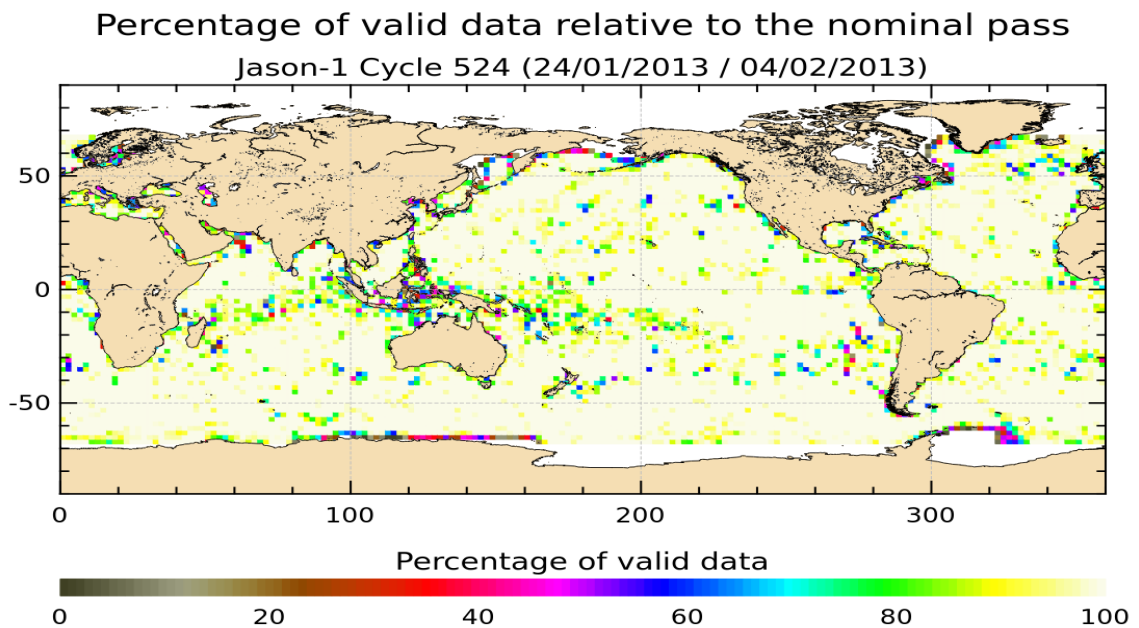 Percentage of valid data relative to the nominal pass
Jason-1 Cycle 524 (24/01/2013 / 04/02/2013)
50
0
-50
0 100 200 300
Percentage of valid data
0 20 40 60 80 100